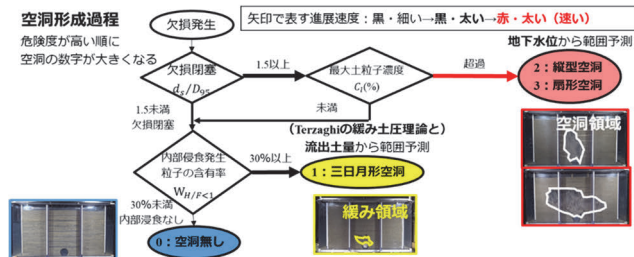 空洞形成過程
危険度が高い順に
空洞の数字が大きくなる
欠損発生
矢印で表す進展速度：黒・細い→黒・太い→赤・太い（速い）
地下水位から範囲予測
欠損閉塞
d_s/D_95
1.5以上
最大土粒子濃度
C_i(%)
超過
2：縦型空洞
3：扇形空洞
1.5未満
欠損閉塞
未満
（Terzaghiの緩み土圧理論と）
流出土量から範囲予測
空洞領域
内部浸食発生
粒子の含有率
W_H/F<1
30%以上
1：三日月形空洞
30%未満
内部浸食なし
緩み領域
0：空洞無し